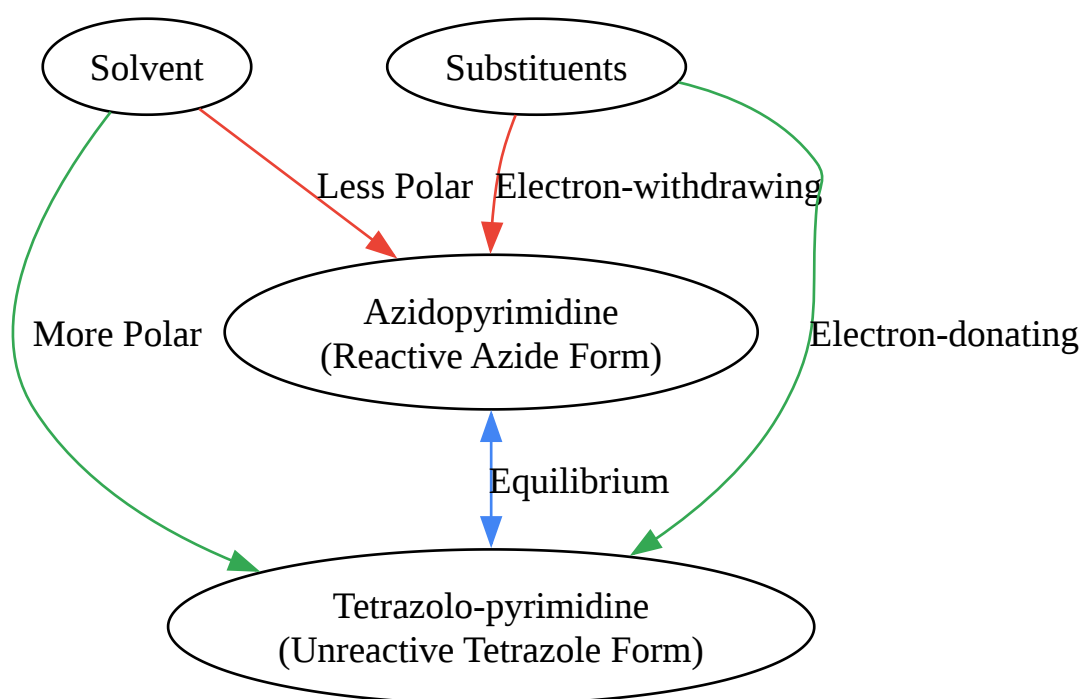 Solvent
Substituents
Less Polar
Electron-withdrawing
Azidopyrimidine
(Reactive Azide Form)
More Polar
Electron-donating
Equilibrium
Tetrazolo-pyrimidine
(Unreactive Tetrazole Form)